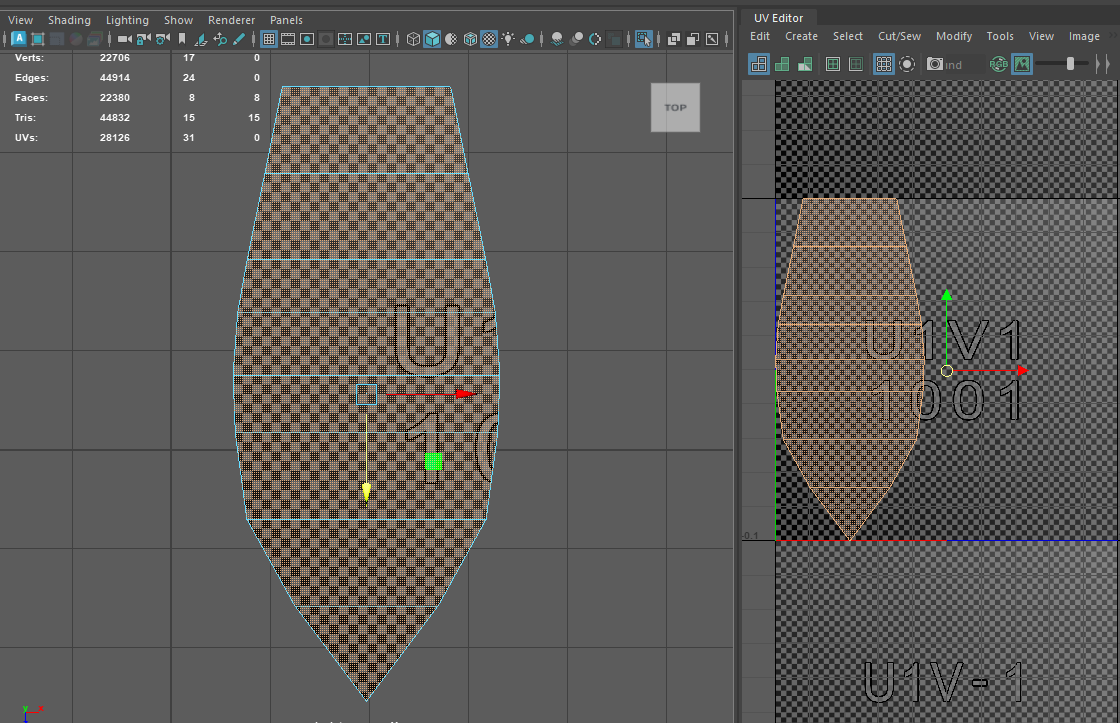 View Shading Lighting Show Renderer Panels
UV Editor
Edit Create Select Cut/Sew Modify Tools View Image
A
T
ind
RGB
Verts: 22706 17 0
Edges: 44914 24 0
Faces: 22380 8 8
Tris: 44832 15 15
UVs: 28126 31 0
TOP
U1
10
U1V1
1001
-0.1
U1V-1
y x